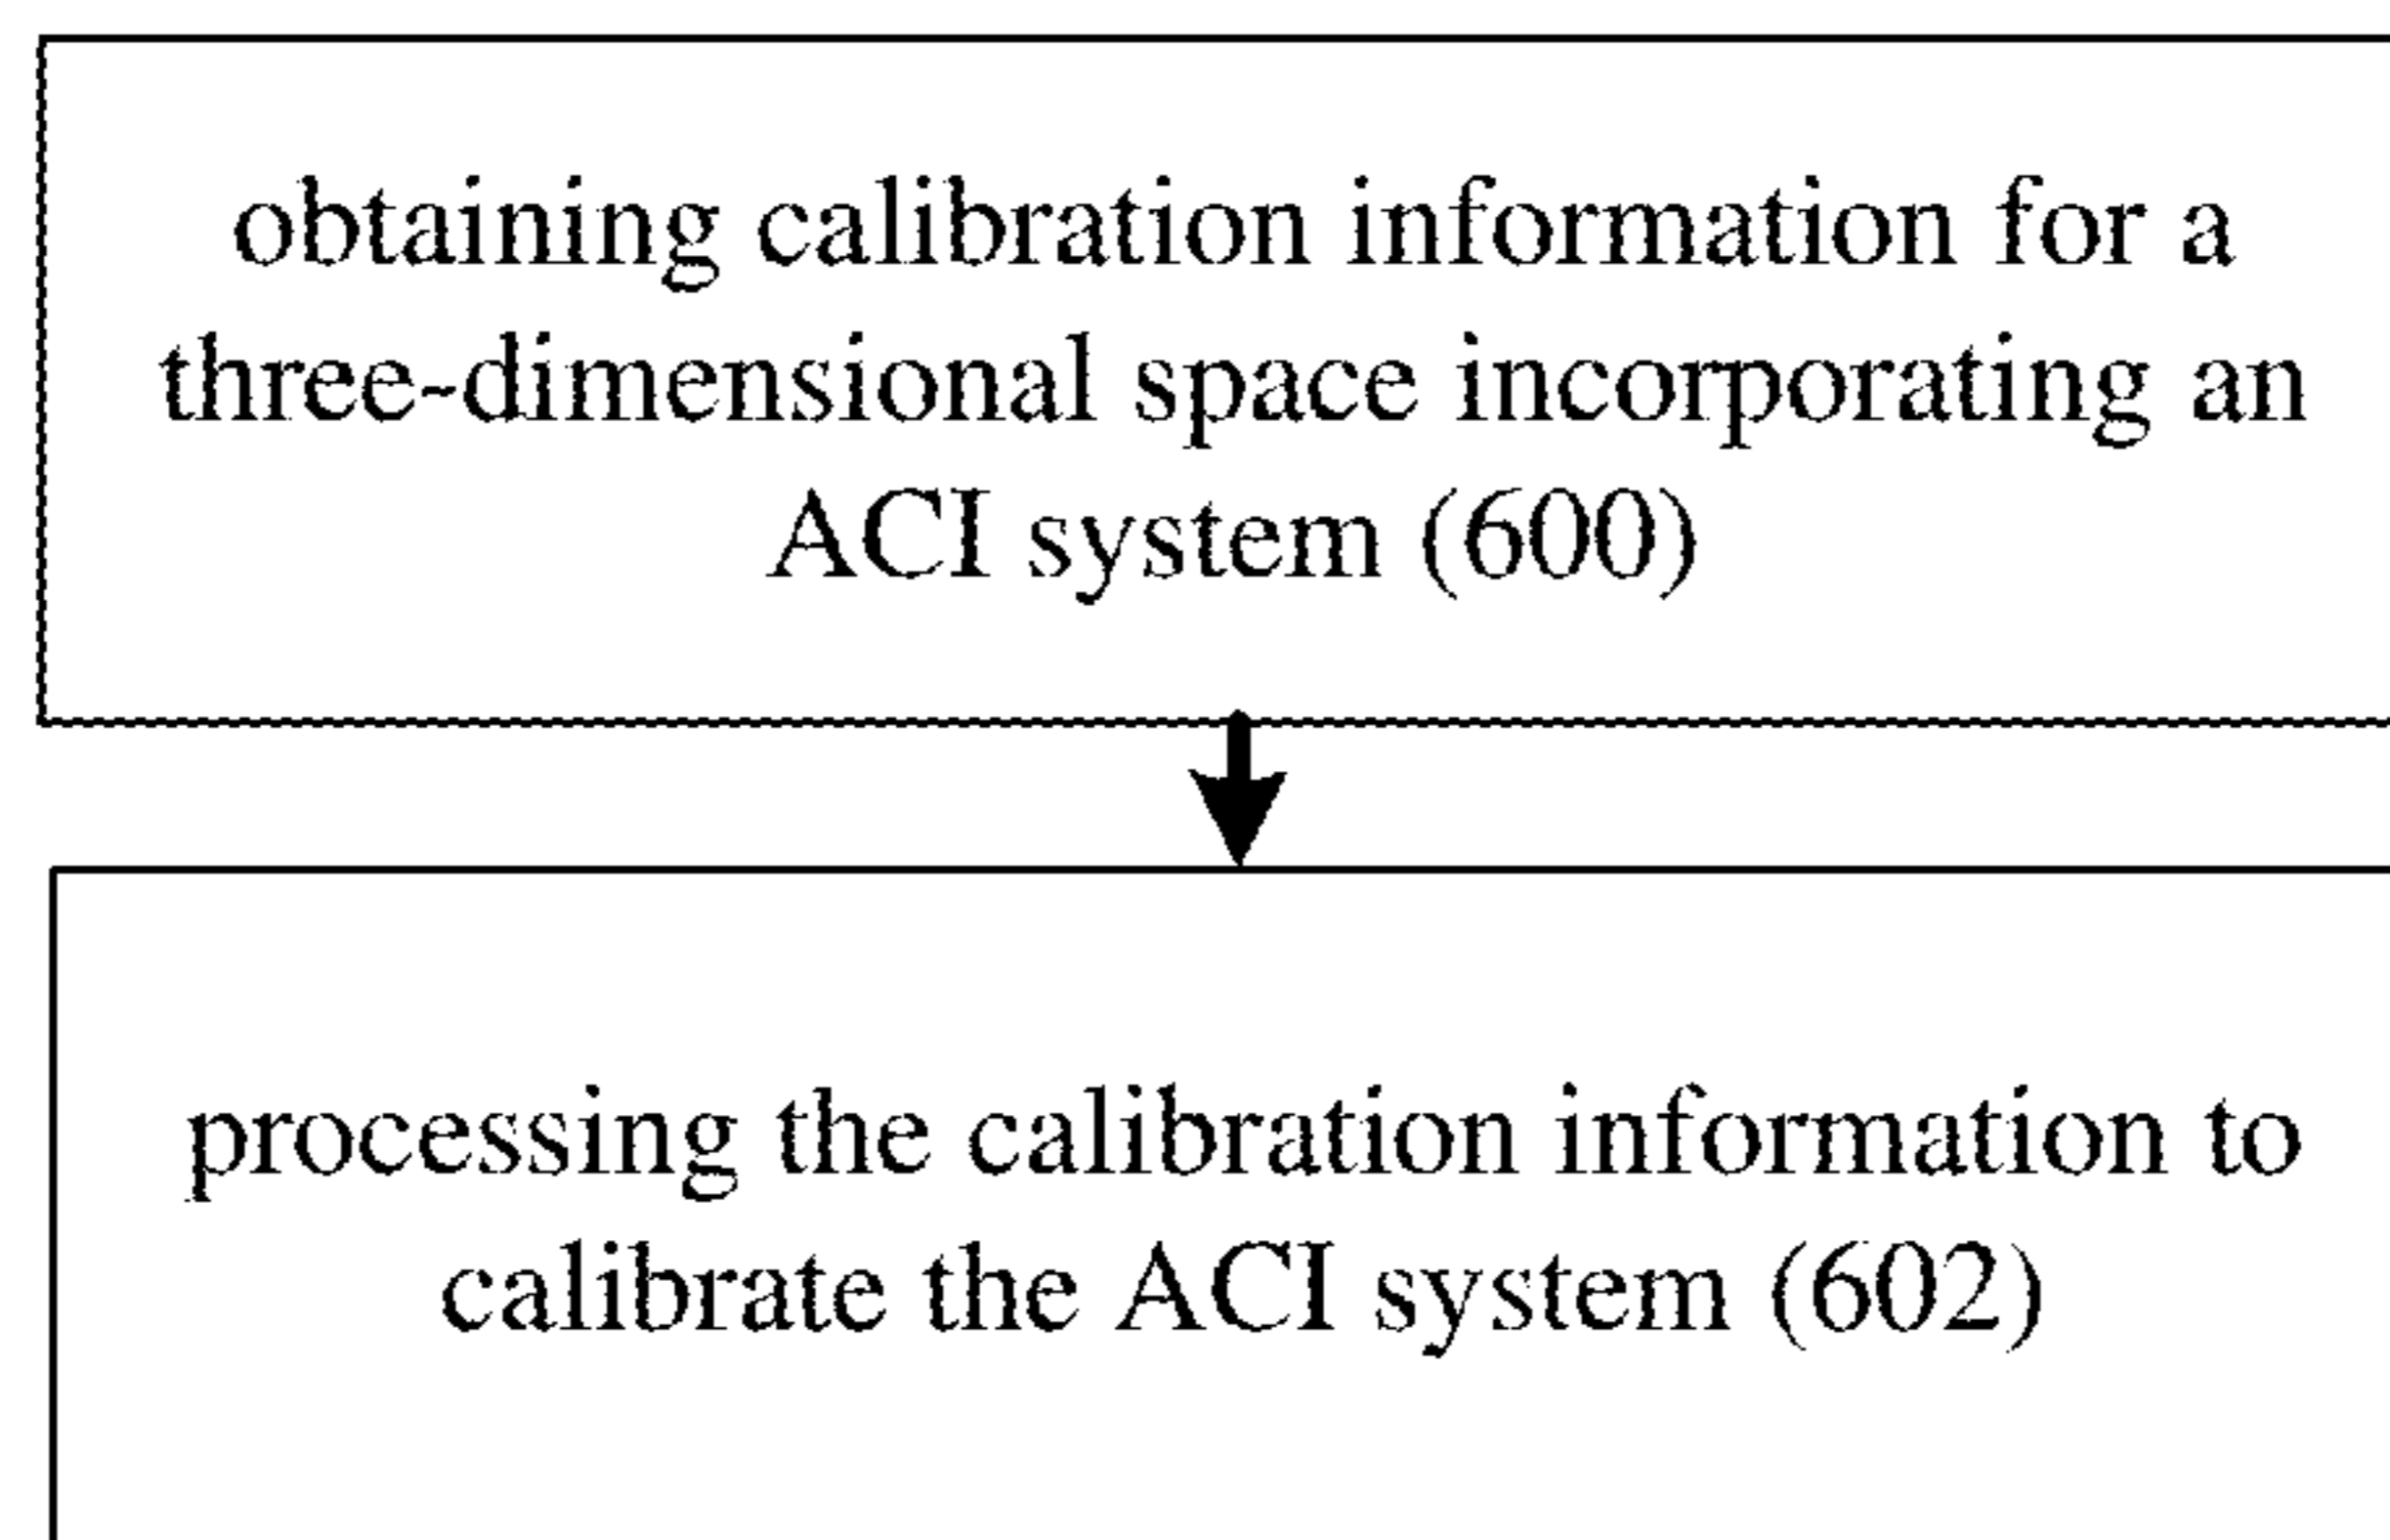 obtaining calibration information for a
three-dimensional space incorporating an
ACI system (600)
processing the calibration information to
calibrate the ACI system (602)